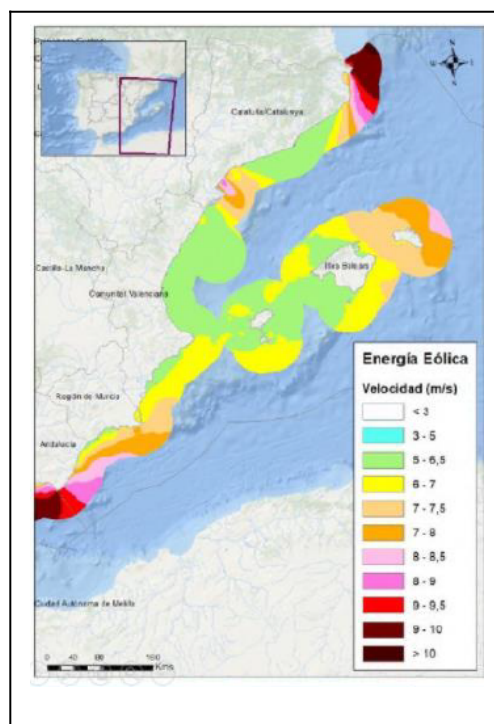 Cataluña/Catalunya
Castilla-La Mancha
Comunitat Valenciana
Illes Balears
Región de Murcia
Andalucía
Ciudad Autónoma de Melilla
N
W
E
S
Energía Eólica
Velocidad (m/s)
< 3
3 - 5
5 - 6,5
6 - 7
7 - 7,5
7 - 8
8 - 8,5
8 - 9
9 - 9,5
9 - 10
> 10
0 40 80 160
Kms